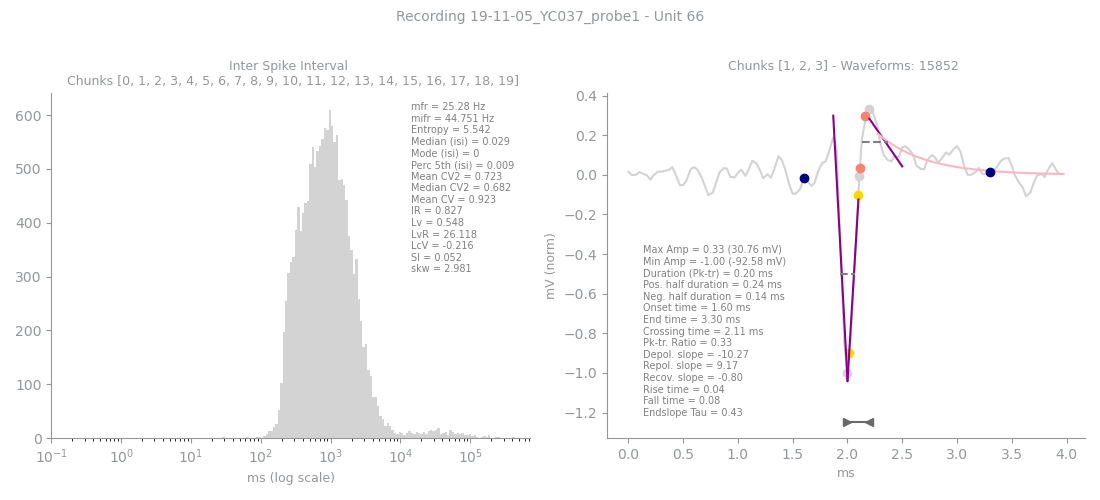 Recording 19-11-05_YC037_probe1 - Unit 66
Inter Spike Interval
Chunks [0, 1, 2, 3, 4, 5, 6, 7, 8, 9, 10, 11, 12, 13, 14, 15, 16, 17, 18, 19]
600
500
400
300
200
100
0
mfr = 25.28 Hz
mifr = 44.751 Hz
Entropy = 5.542
Median (isi) = 0.029
Mode (isi) = 0
Perc 5th (isi) = 0.009
Mean CV2 = 0.723
Median CV2 = 0.682
Mean CV = 0.923
IR = 0.827
Lv = 0.548
LvR = 26.118
LcV = -0.216
SI = 0.052
skw = 2.981
10⁻¹ 10⁰ 10¹ 10² 10³ 10⁴ 10⁵
ms (log scale)
Chunks [1, 2, 3] - Waveforms: 15852
mV (norm)
0.4
0.2
0.0
−0.2
−0.4
−0.6
−0.8
−1.0
−1.2
Max Amp = 0.33 (30.76 mV)
Min Amp = -1.00 (-92.58 mV)
Duration (Pk-tr) = 0.20 ms
Pos. half duration = 0.24 ms
Neg. half duration = 0.14 ms
Onset time = 1.60 ms
End time = 3.30 ms
Crossing time = 2.11 ms
Pk-tr. Ratio = 0.33
Depol. slope = -10.27
Repol. slope = 9.17
Recov. slope = -0.80
Rise time = 0.04
Fall time = 0.08
Endslope Tau = 0.43
0.0 0.5 1.0 1.5 2.0 2.5 3.0 3.5 4.0
ms